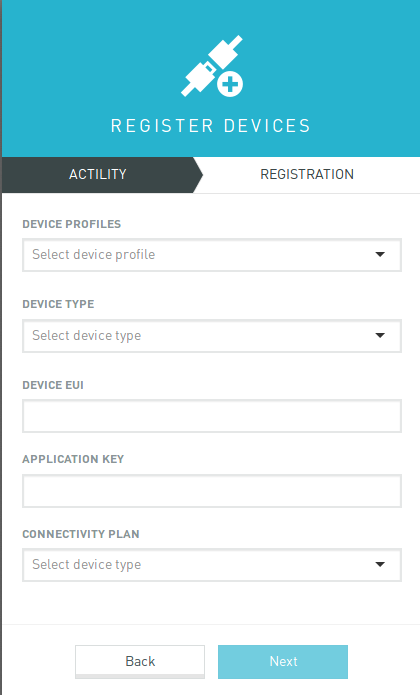 REGISTER DEVICES
ACTILITY
REGISTRATION
DEVICE PROFILES
Select device profile
DEVICE TYPE
Select device type
DEVICE EUI
APPLICATION KEY
CONNECTIVITY PLAN
Select device type
Back
Next